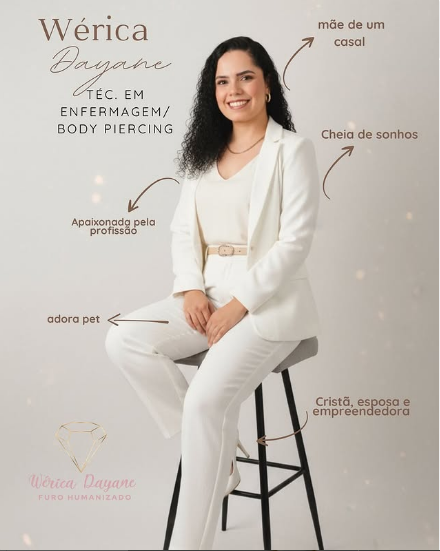 Wérica
Dayane
TÉC. EM
ENFERMAGEM/
BODY PIERCING
mãe de um
casal
Cheia de sonhos
Apaixonada pela
profissão
adora pet
Cristã, esposa e
empreendedora
Wérica Dayane
FURO HUMANIZADO